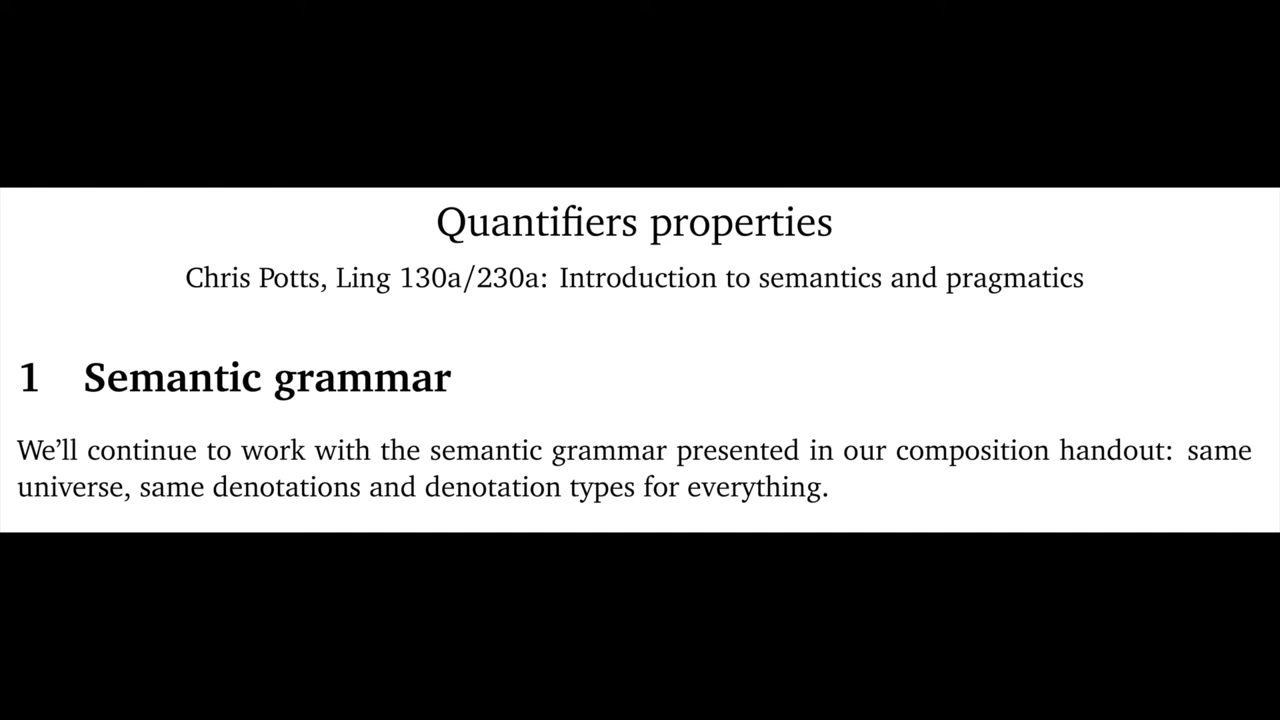 Quantifiers properties
Chris Potts, Ling 130a/230a: Introduction to semantics and pragmatics
1 Semantic grammar
We’ll continue to work with the semantic grammar presented in our composition handout: same
universe, same denotations and denotation types for everything.